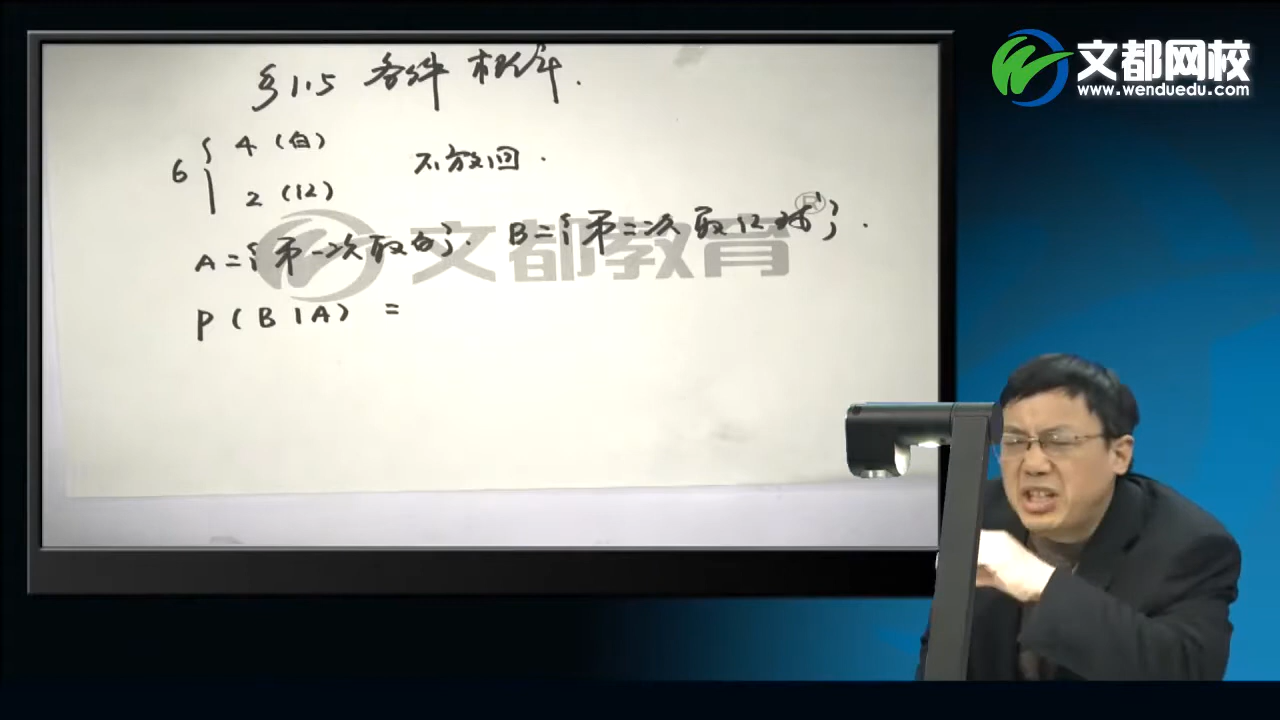 文都网校
www.wenduedu.com
§1.5 条件概率.
6 { 4 (白)
2 (红)
不放回.
A={第一次取白}. B={第二次取红球}.
文都教育®
P(B|A) =